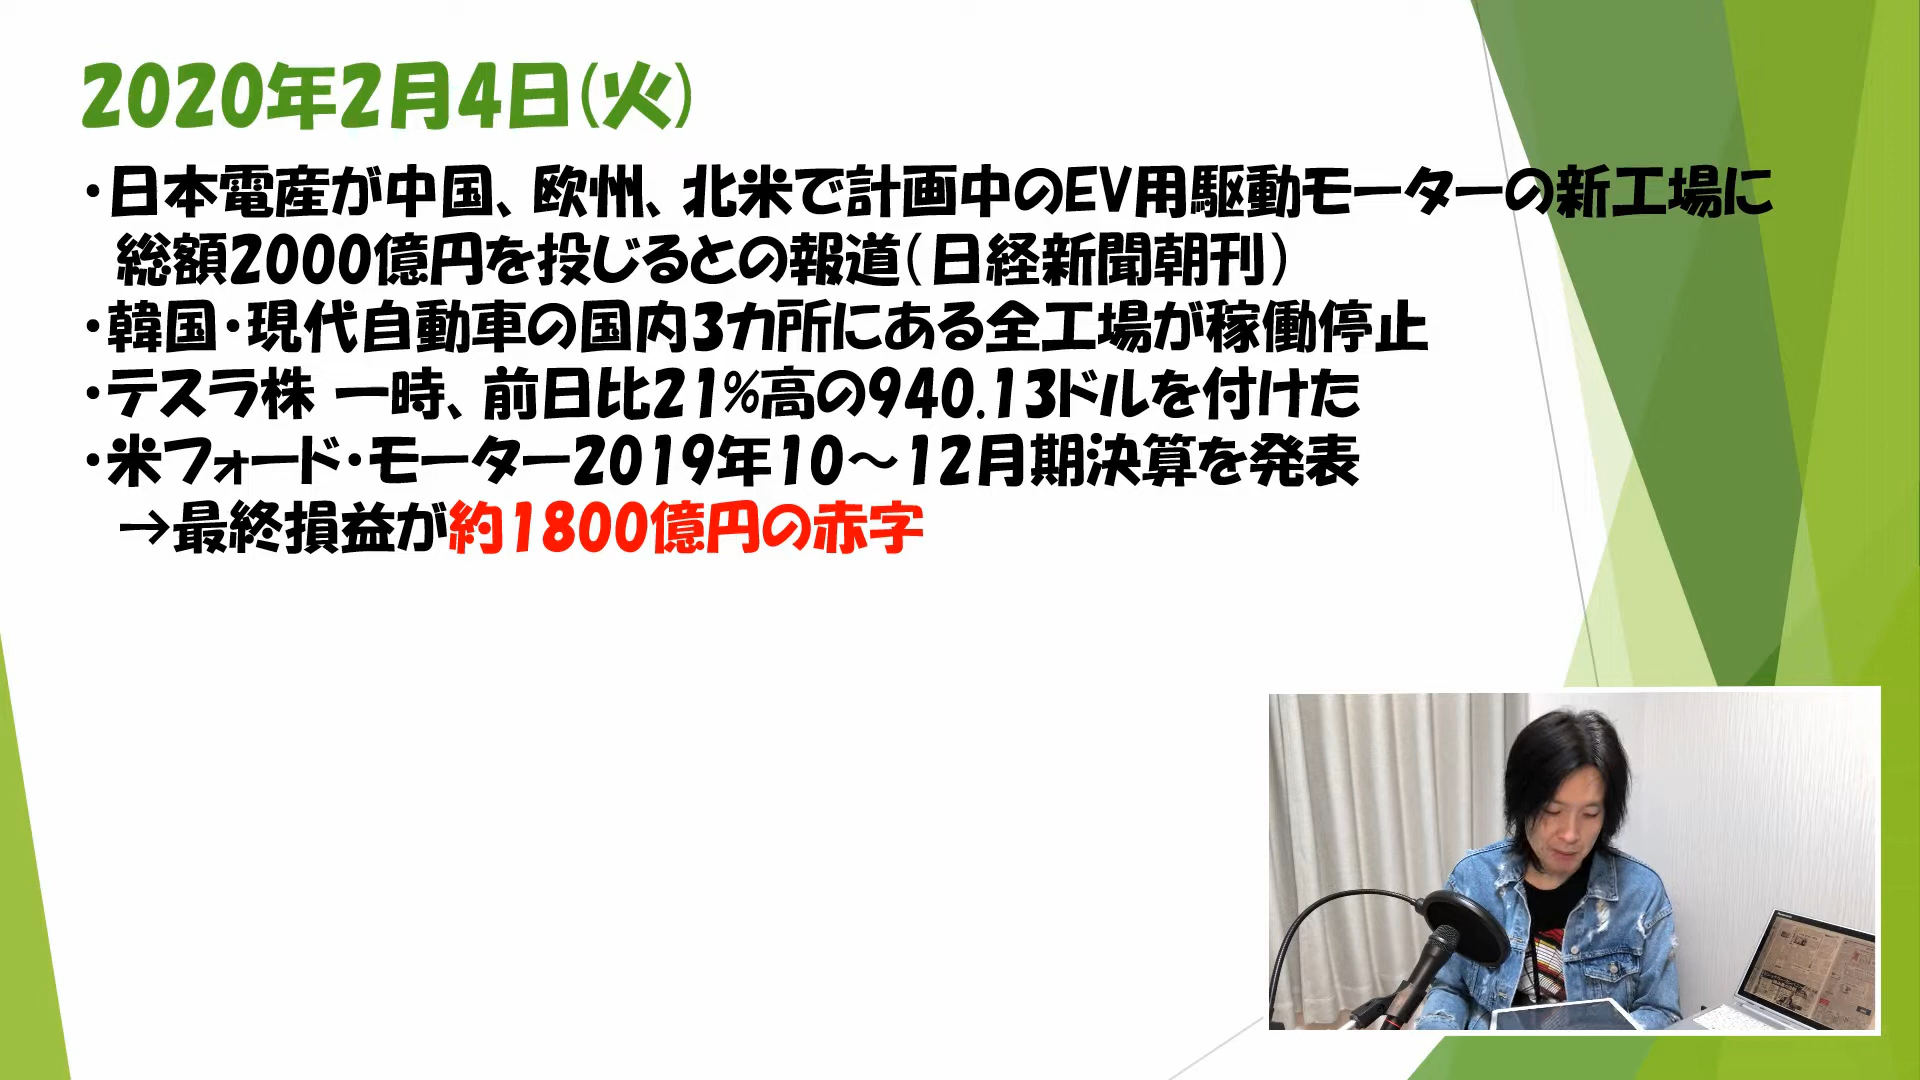 2020年2月4日(火)
・日本電産が中国、欧州、北米で計画中のEV用駆動モーターの新工場に
総額2000億円を投じるとの報道(日経新聞朝刊)
・韓国・現代自動車の国内3カ所にある全工場が稼働停止
・テスラ株 一時、前日比21%高の940.13ドルを付けた
・米フォード・モーター2019年10～12月期決算を発表
→最終損益が約1800億円の赤字